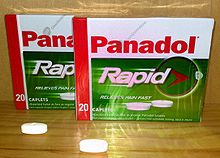 Panadol
Rapid
RELIEVES PAIN FAST
20
CAPLETS
Panadol
Rapid
RELIEVES PAIN FAST
20
CAPLETS